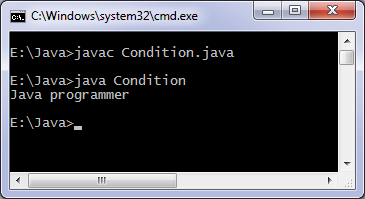 C:\Windows\system32\cmd.exe
E:\Java>javac Condition.java
E:\Java>java Condition
Java programmer
E:\Java>_